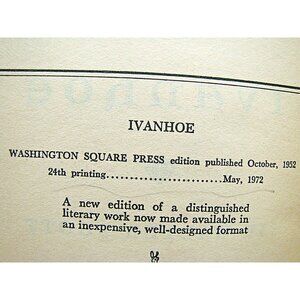 IVANHOE
WASHINGTON SQUARE PRESS edition published October, 1952
24th printing........................May, 1972
A new edition of a distinguished
literary work now made available in
an inexpensive, well-designed format